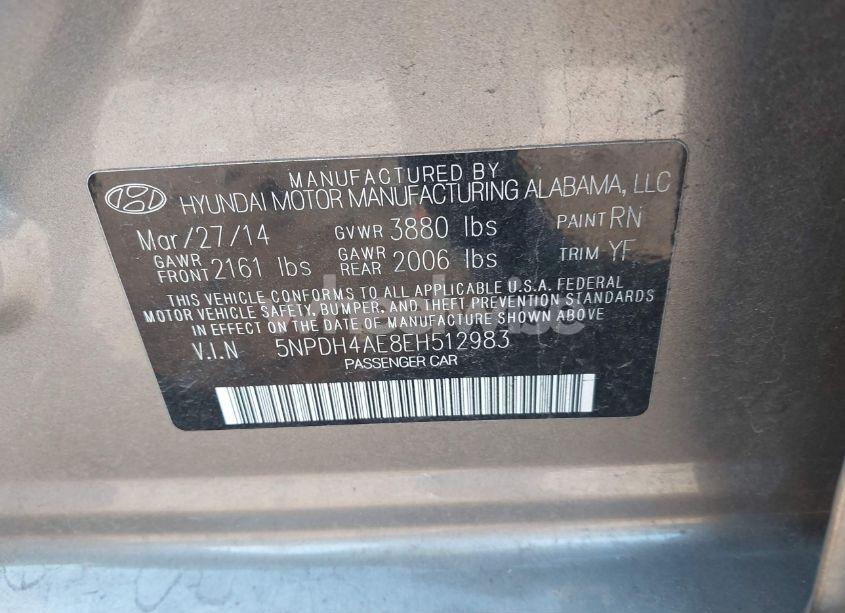 MANUFACTURED BY
HYUNDAI MOTOR MANUFACTURING ALABAMA, LLC
Mar/27/14 GVWR 3880 lbs PAINT RN
GAWR FRONT 2161 lbs GAWR REAR 2006 lbs TRIM YF
THIS VEHICLE CONFORMS TO ALL APPLICABLE U.S.A. FEDERAL
MOTOR VEHICLE SAFETY, BUMPER, AND THEFT PREVENTION STANDARDS
IN EFFECT ON THE DATE OF MANUFACTURE SHOWN ABOVE.
V.I.N 5NPDH4AE8EH512983
PASSENGER CAR